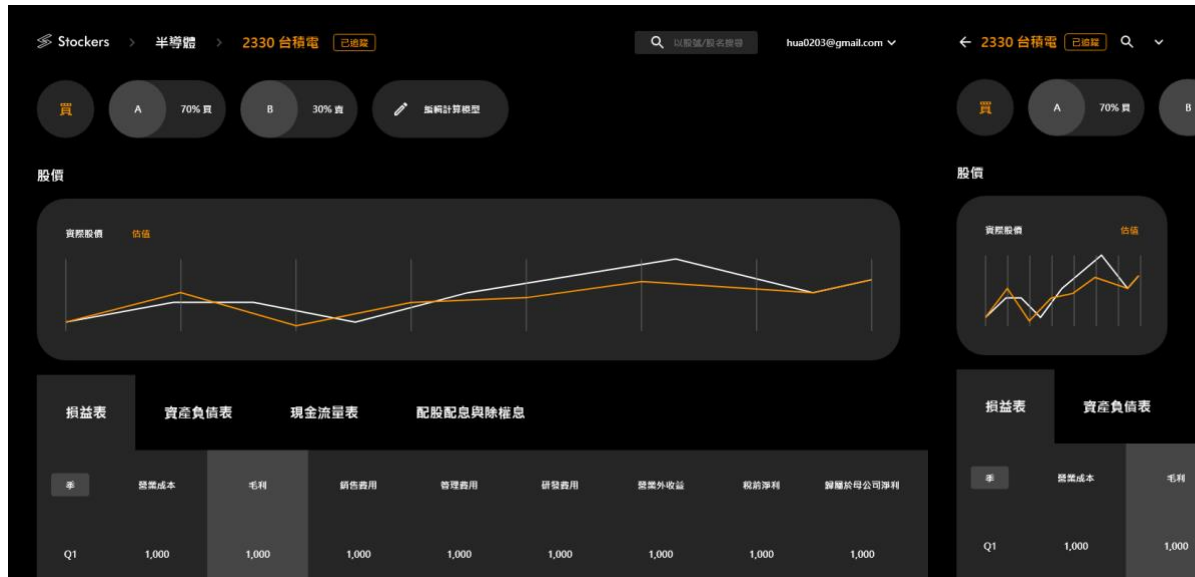 Stockers > 半導體 > 2330 台積電 已追蹤 以股號/股名搜尋 hua0203@gmail.com
買 A 70% 買 B 30% 賣 編輯計算模型
股價
實際股價 估值
損益表 資產負債表 現金流量表 配股配息與除權息
季 營業成本 毛利 銷售費用 管理費用 研發費用 營業外收益 稅前淨利 歸屬於母公司淨利
Q1 1,000 1,000 1,000 1,000 1,000 1,000 1,000 1,000
← 2330 台積電 已追蹤
買 A 70% 買 B
股價
實際股價 估值
損益表 資產負債表
季 營業成本 毛利
Q1 1,000 1,000